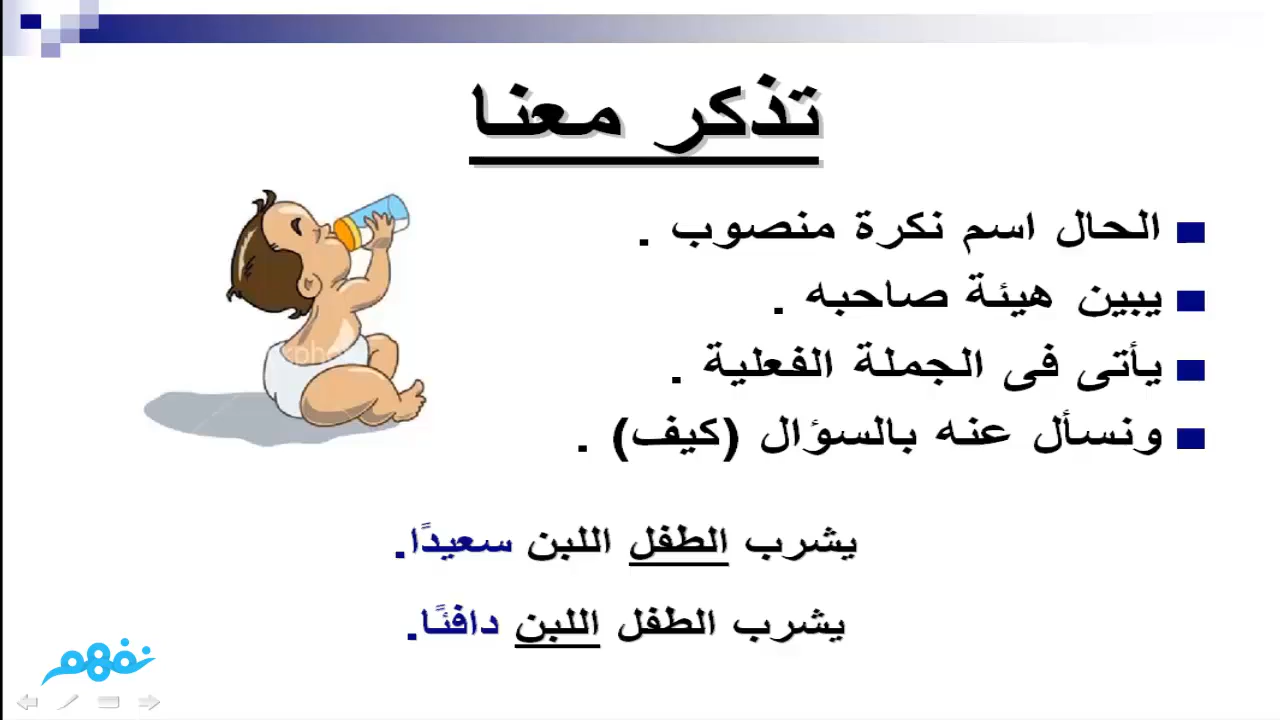 تذكر معنا
الحال اسم نكرة منصوب .
يبين هيئة صاحبه .
يأتى فى الجملة الفعلية .
ونسأل عنه بالسؤال (كيف) .
يشرب الطفل اللبن سعيدًا.
يشرب الطفل اللبن دافئًا.
نفهم